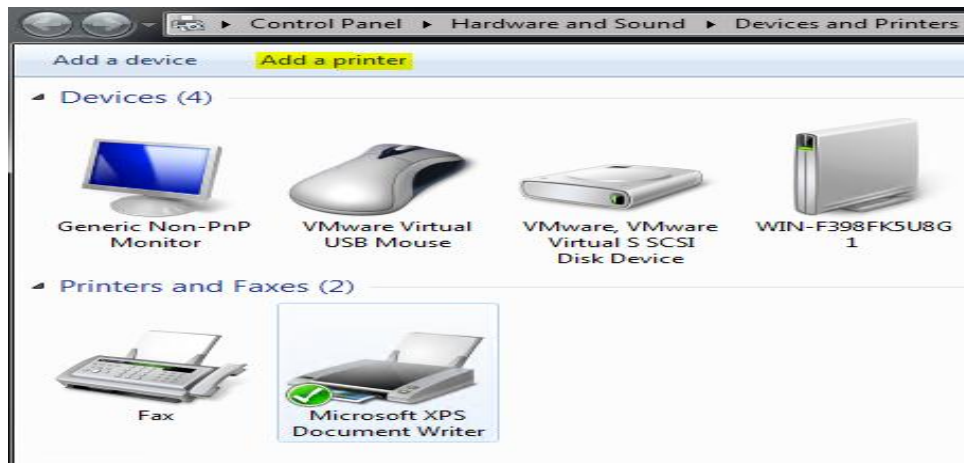 Control Panel ▸ Hardware and Sound ▸ Devices and Printers
Add a device Add a printer
Devices (4)
Generic Non-PnP
Monitor
VMware Virtual
USB Mouse
VMware, VMware
Virtual S SCSI
Disk Device
WIN-F398FK5U8G
1
Printers and Faxes (2)
Fax
Microsoft XPS
Document Writer